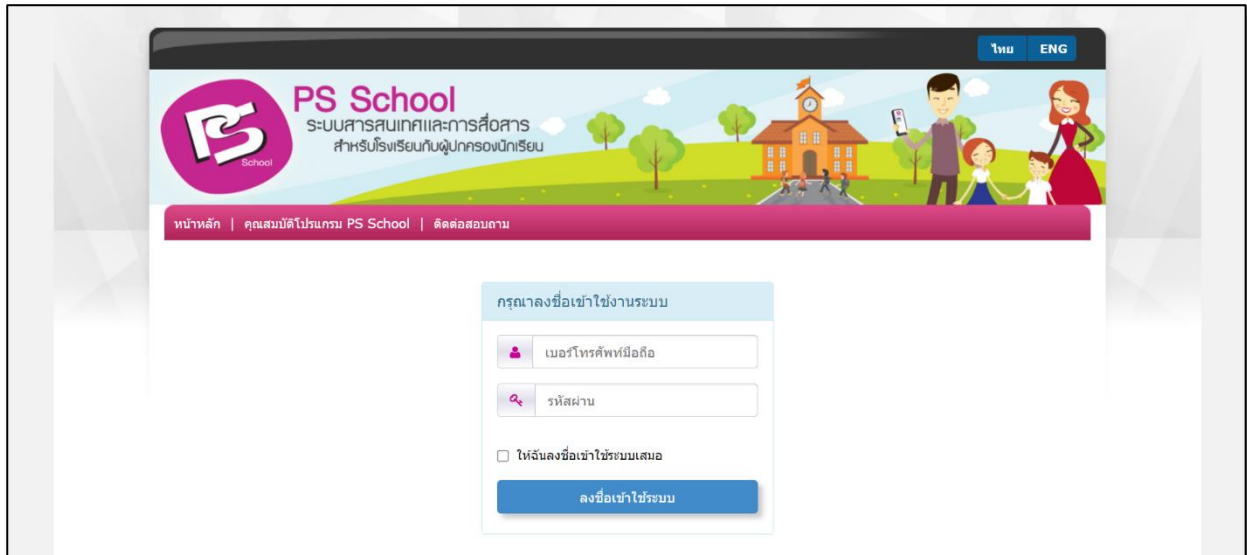 ไทย ENG
PS School
ระบบสารสนเทศและการสื่อสาร
สำหรับโรงเรียนกับผู้ปกครองนักเรียน
PS
School
หน้าหลัก | คุณสมบัติโปรแกรม PS School | ติดต่อสอบถาม
กรุณาลงชื่อเข้าใช้งานระบบ
เบอร์โทรศัพท์มือถือ
รหัสผ่าน
ให้ฉันลงชื่อเข้าใช้ระบบเสมอ
ลงชื่อเข้าใช้ระบบ